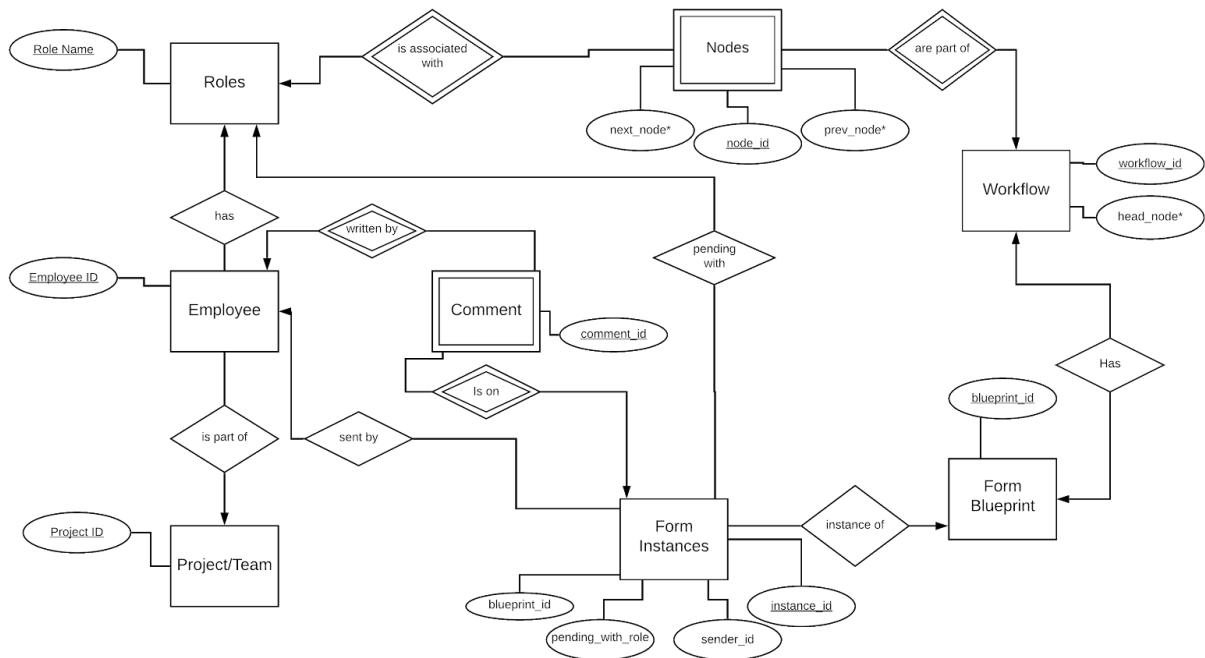 Role Name
Roles
is associated
with
Nodes
are part of
next_node*
node_id
prev_node*
Workflow
workflow_id
head_node*
has
written by
pending
with
Employee ID
Employee
Comment
comment_id
Has
blueprint_id
is part of
sent by
Is on
Form
Blueprint
Project ID
Project/Team
Form
Instances
instance of
blueprint_id
pending_with_role
sender_id
instance_id